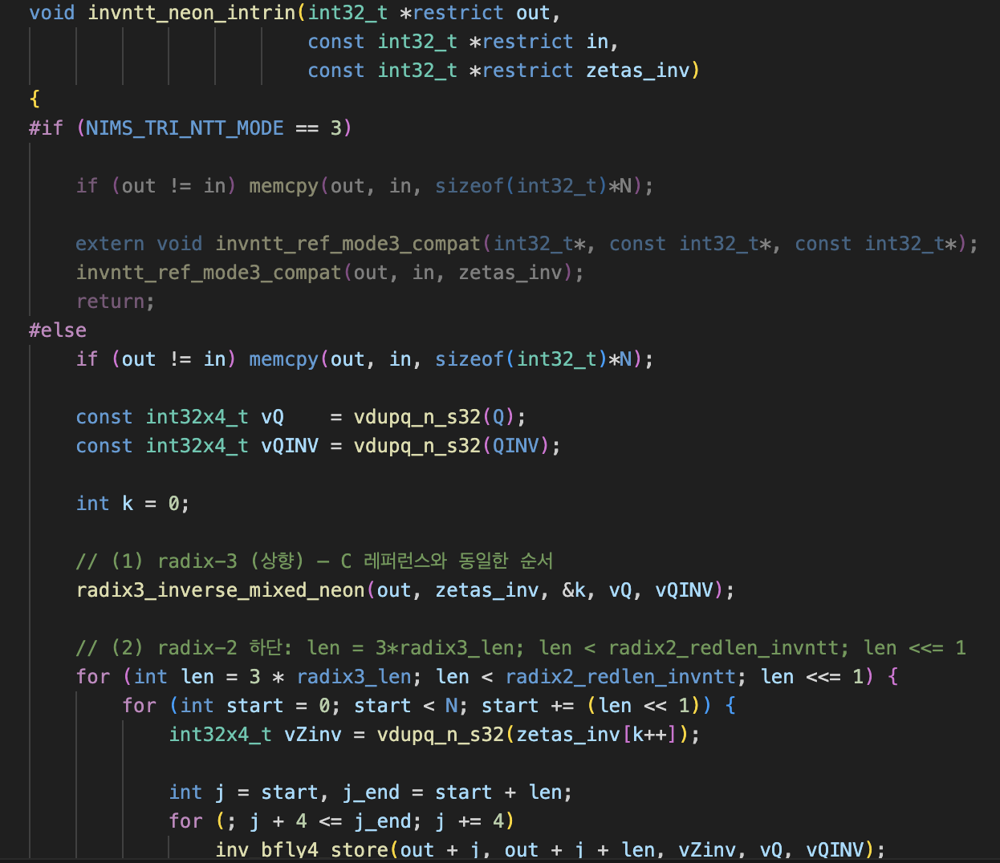 void invntt_neon_intrin(int32_t *restrict out,
                        const int32_t *restrict in,
                        const int32_t *restrict zetas_inv)
{
#if (NIMS_TRI_NTT_MODE == 3)
    if (out != in) memcpy(out, in, sizeof(int32_t)*N);
    extern void invntt_ref_mode3_compat(int32_t*, const int32_t*, const int32_t*);
    invntt_ref_mode3_compat(out, in, zetas_inv);
    return;
#else
    if (out != in) memcpy(out, in, sizeof(int32_t)*N);
    const int32x4_t vQ    = vdupq_n_s32(Q);
    const int32x4_t vQINV = vdupq_n_s32(QINV);
    int k = 0;
    // (1) radix-3 (상향) — C 레퍼런스와 동일한 순서
    radix3_inverse_mixed_neon(out, zetas_inv, &k, vQ, vQINV);
    // (2) radix-2 하단: len = 3*radix3_len; len < radix2_redlen_invntt; len <<= 1
    for (int len = 3 * radix3_len; len < radix2_redlen_invntt; len <<= 1) {
        for (int start = 0; start < N; start += (len << 1)) {
            int32x4_t vZinv = vdupq_n_s32(zetas_inv[k++]);
            int j = start, j_end = start + len;
            for (; j + 4 <= j_end; j += 4)
                inv_bfly4_store(out + j, out + j + len, vZinv, vQ, vQINV);